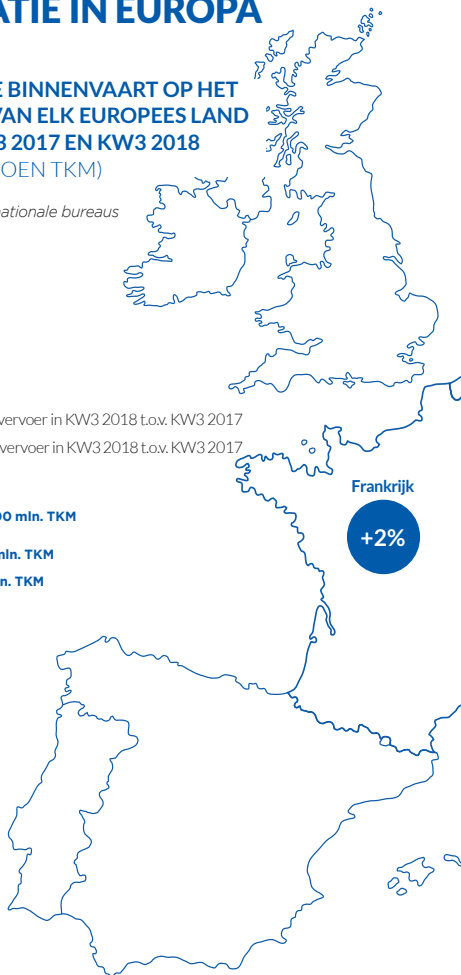 ATIE IN EUROPA
E BINNENVAART OP HET
VAN ELK EUROPEES LAND
3 2017 EN KW3 2018
OEN TKM)
nationale bureaus
vervoer in KW3 2018 t.o.v. KW3 2017
vervoer in KW3 2018 t.o.v. KW3 2017
Frankrijk
+2%
00 mln. TKM
mln. TKM
n. TKM